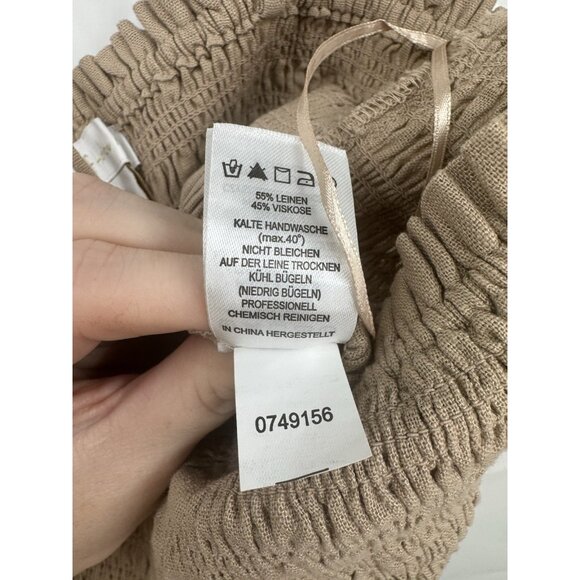 55% LEINEN
45% VISKOSE
KALTE HANDWASCHE
(max.40°)
NICHT BLEICHEN
AUF DER LEINE TROCKNEN
KÜHL BÜGELN
(NIEDRIG BÜGELN)
PROFESSIONELL
CHEMISCH REINIGEN
IN CHINA HERGESTELLT
0749156